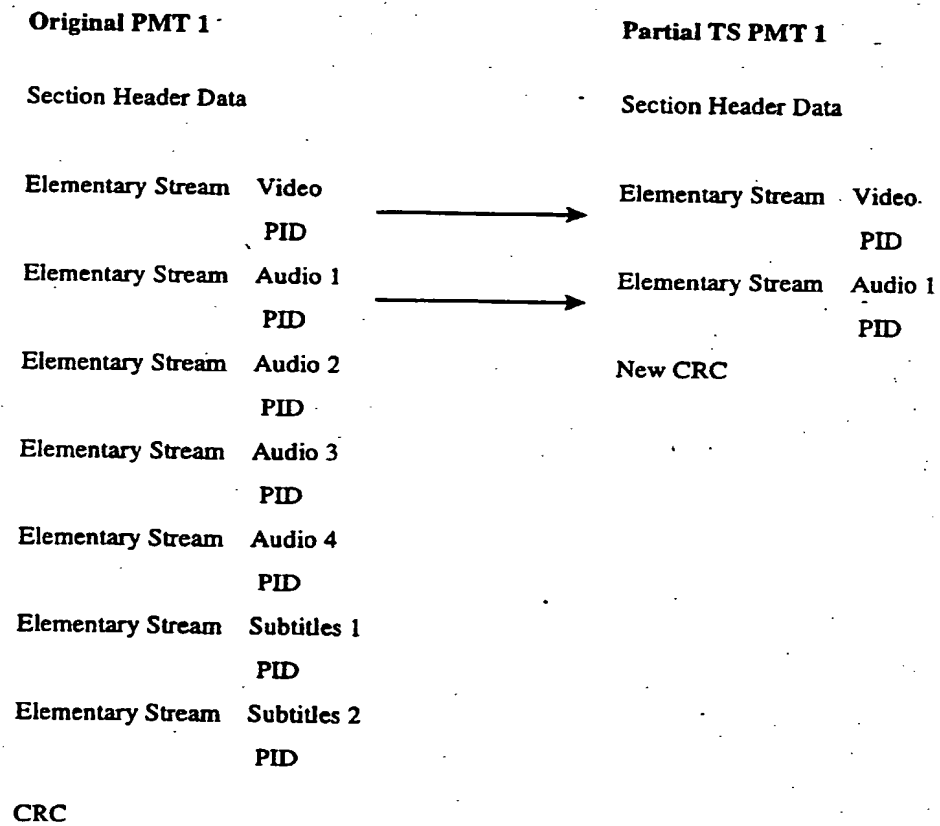 Original PMT 1
Section Header Data
Elementary Stream Video
PID
Elementary Stream Audio 1
PID
Elementary Stream Audio 2
PID
Elementary Stream Audio 3
PID
Elementary Stream Audio 4
PID
Elementary Stream Subtitles 1
PID
Elementary Stream Subtitles 2
PID
CRC
Partial TS PMT 1
Section Header Data
Elementary Stream Video
PID
Elementary Stream Audio 1
PID
New CRC